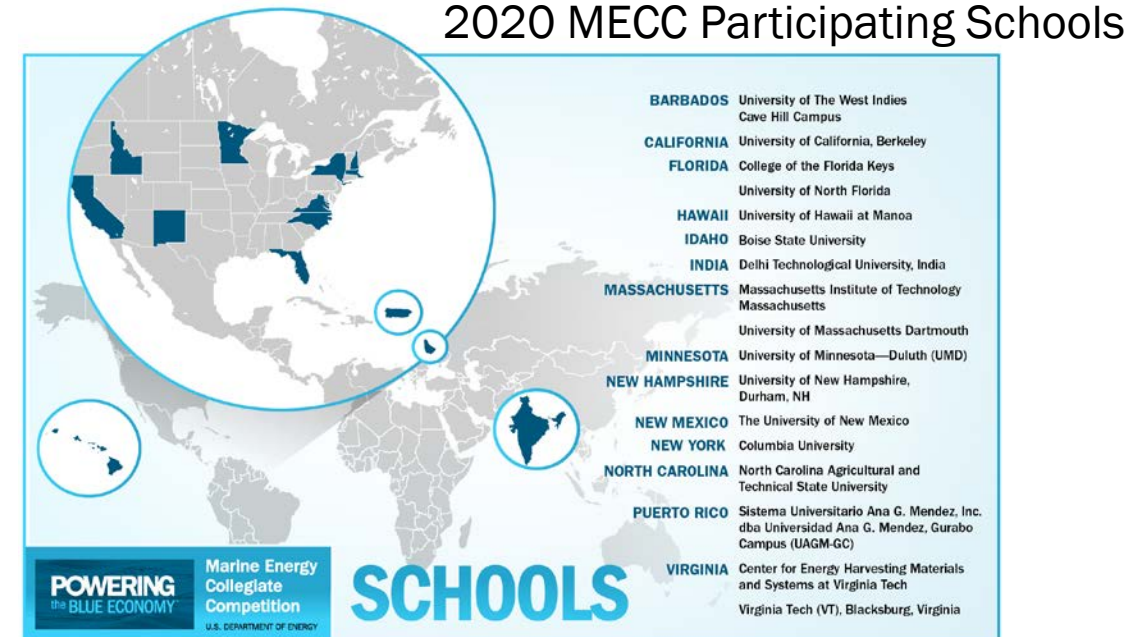 2020 MECC Participating Schools
BARBADOS University of The West Indies
Cave Hill Campus
CALIFORNIA University of California, Berkeley
FLORIDA College of the Florida Keys
University of North Florida
HAWAII University of Hawaii at Manoa
IDAHO Boise State University
INDIA Delhi Technological University, India
MASSACHUSETTS Massachusetts Institute of Technology
Massachusetts
University of Massachusetts Dartmouth
MINNESOTA University of Minnesota—Duluth (UMD)
NEW HAMPSHIRE University of New Hampshire,
Durham, NH
NEW MEXICO The University of New Mexico
NEW YORK Columbia University
NORTH CAROLINA North Carolina Agricultural and
Technical State University
PUERTO RICO Sistema Universitario Ana G. Mendez, Inc.
dba Universidad Ana G. Mendez, Gurabo
Campus (UAGM-GC)
VIRGINIA Center for Energy Harvesting Materials
and Systems at Virginia Tech
Virginia Tech (VT), Blacksburg, Virginia
POWERING
the BLUE ECONOMY™
Marine Energy
Collegiate
Competition
U.S. DEPARTMENT OF ENERGY
SCHOOLS